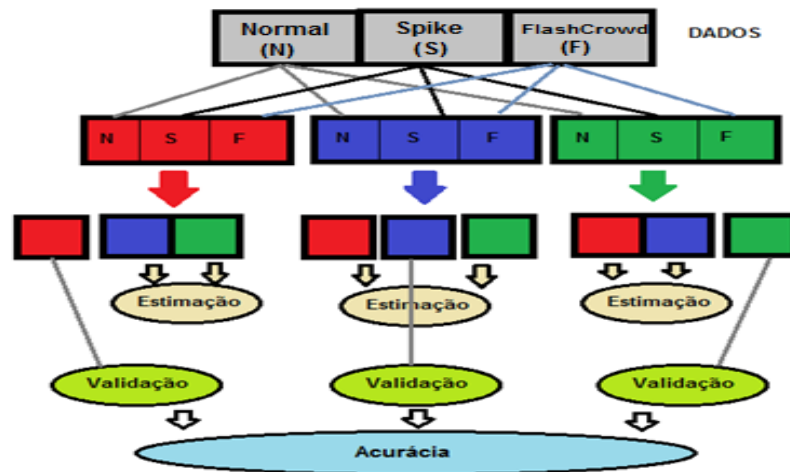 Normal Spike FlashCrowd DADOS
(N) (S) (F)
N S F N S F N S F
Estimação Estimação Estimação
Validação Validação Validação
Acurácia